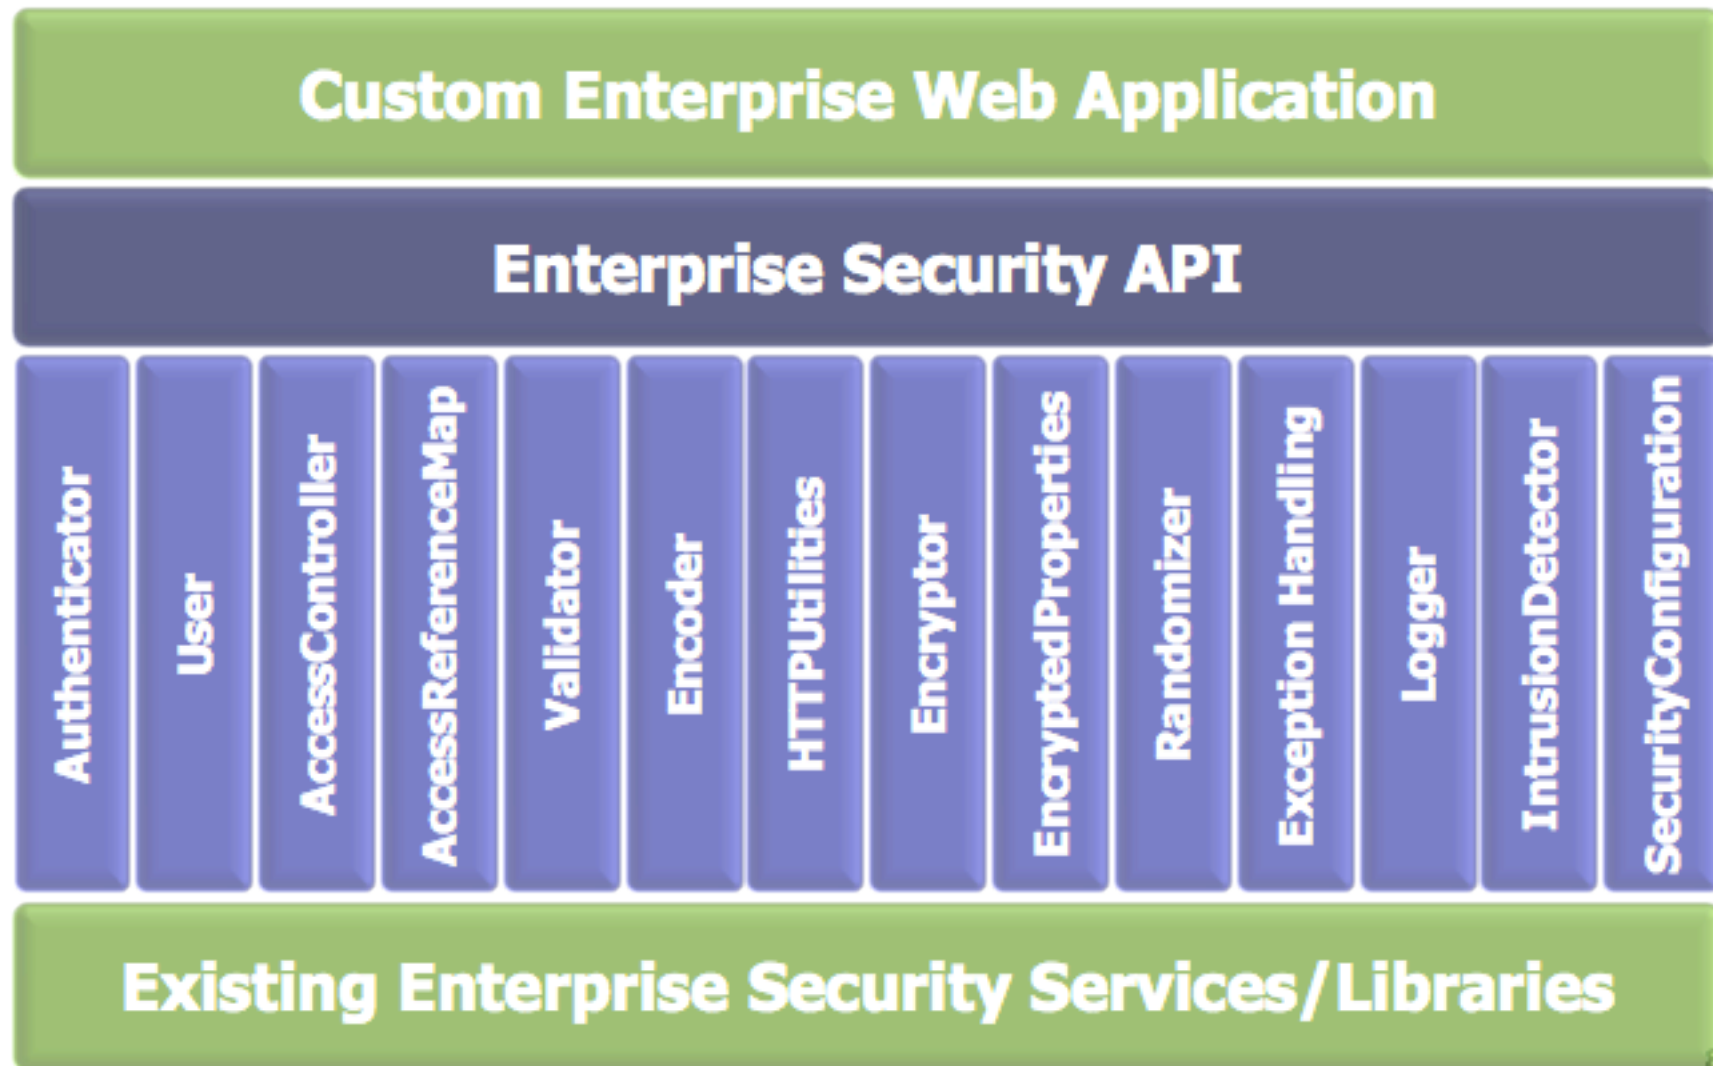 Custom Enterprise Web Application
Enterprise Security API
Authenticator
User
AccessController
AccessReferenceMap
Validator
Encoder
HTTPUtilities
Encryptor
EncryptedProperties
Randomizer
Exception Handling
Logger
IntrusionDetector
SecurityConfiguration
Existing Enterprise Security Services/Libraries